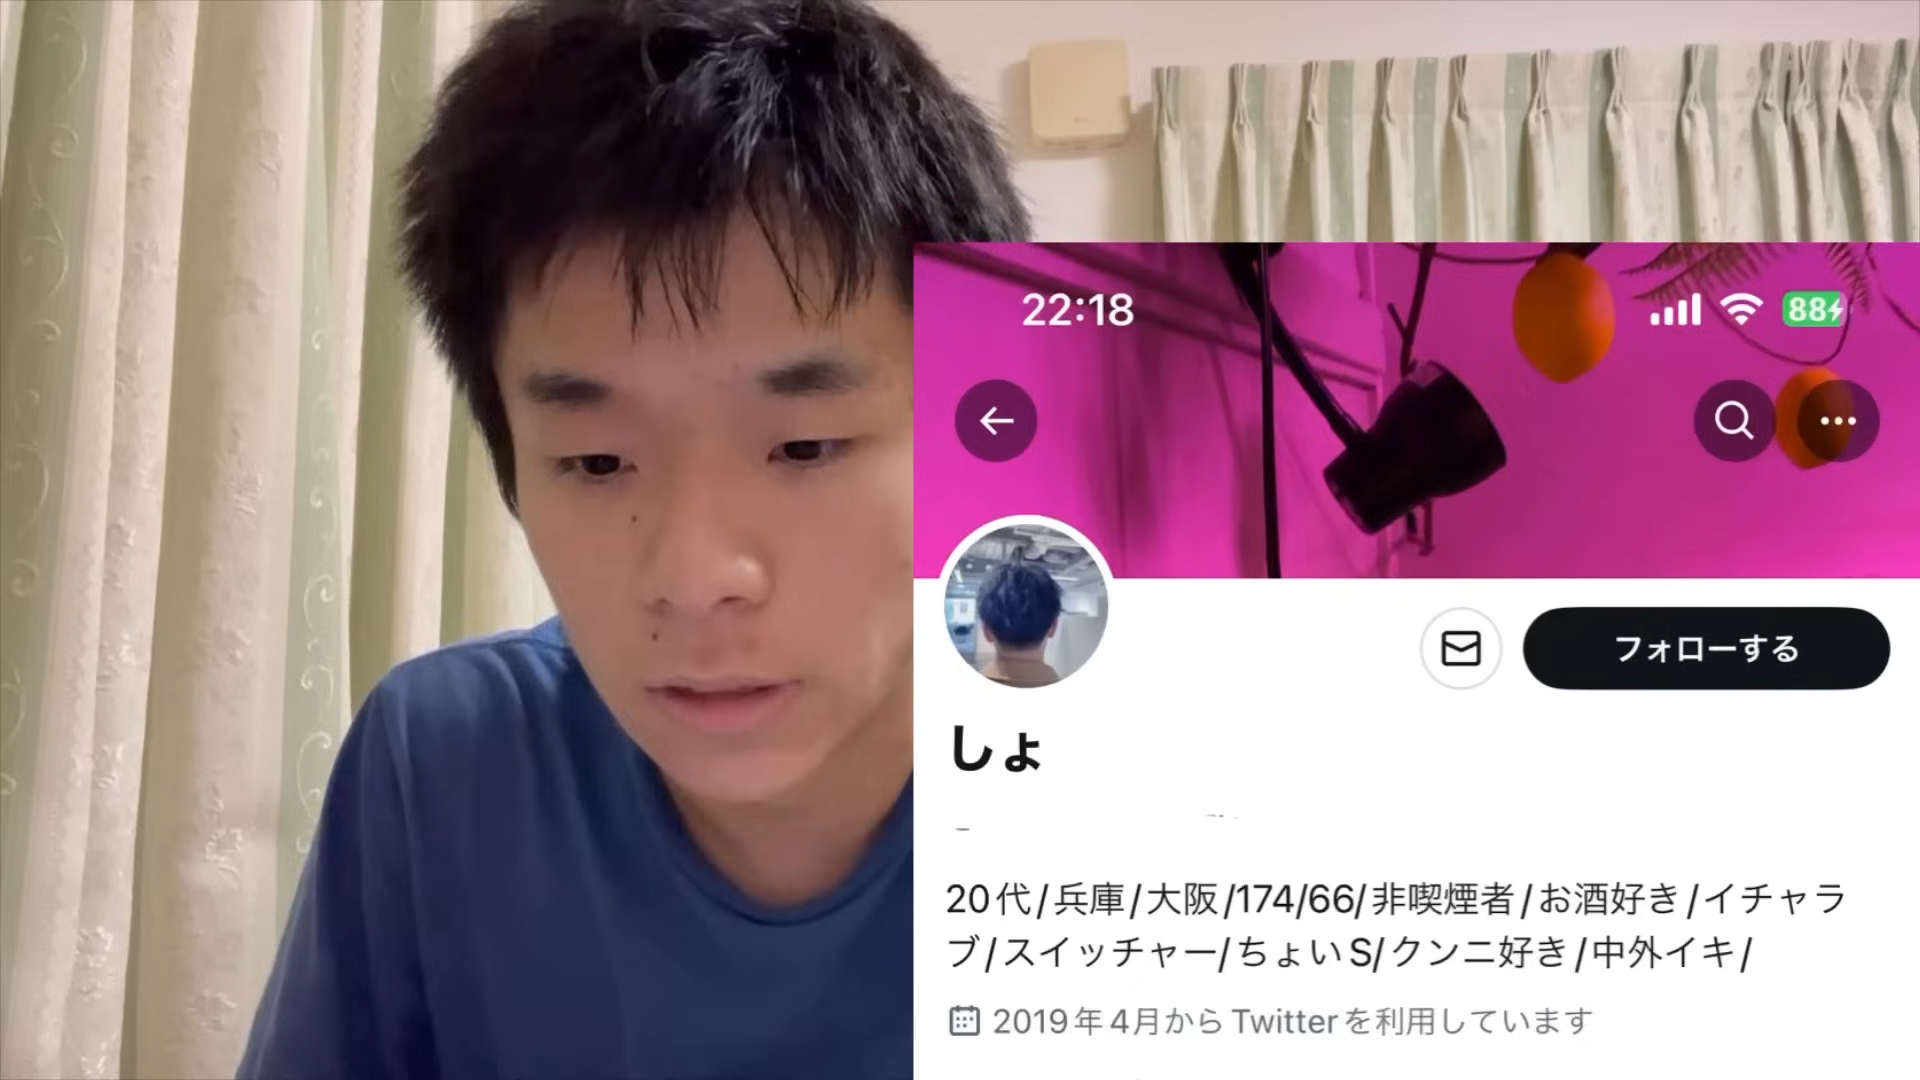 22:18
88
フォローする
しょ
20代/兵庫/大阪/174/66/非喫煙者/お酒好き/イチャラ
ブ/スイッチャー/ちょいS/クンニ好き/中外イキ/
2019年4月からTwitterを利用しています